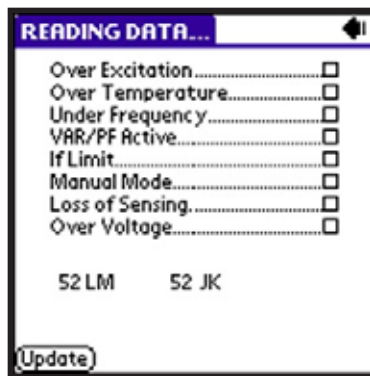 READING DATA...
Over Excitation..........................□
Over Temperature..................□
Under Frequency.....................□
VAR/PF Active............................□
If Limit..........................................□
Manual Mode..............................□
Loss of Sensing..........................□
Over Voltage..............................□
52 LM 52 JK
Update